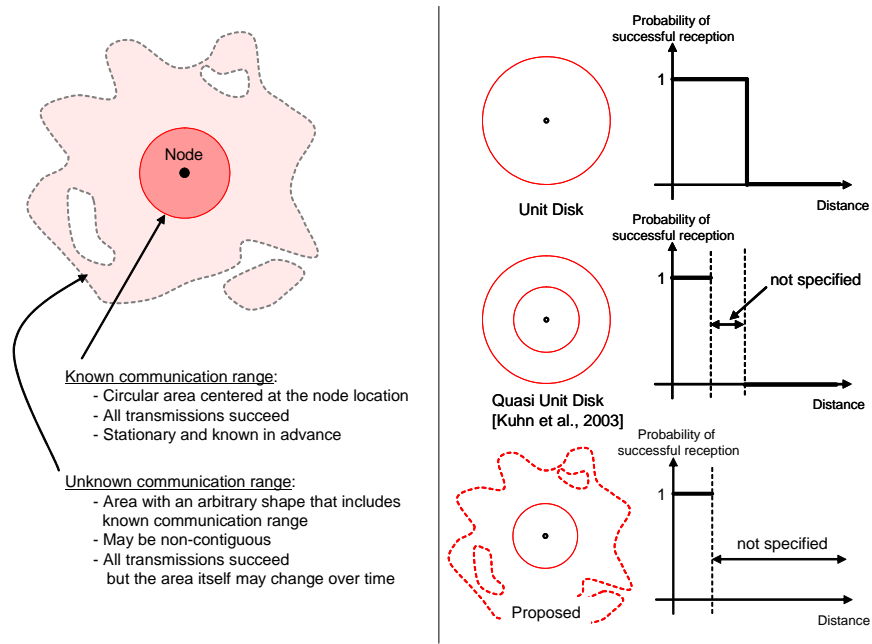 Node
Known communication range:
- Circular area centered at the node location
- All transmissions succeed
- Stationary and known in advance
Unknown communication range:
- Area with an arbitrary shape that includes
known communication range
- May be non-contiguous
- All transmissions succeed
but the area itself may change over time
Probability of
successful reception
1
Distance
Unit Disk
Probability of
successful reception
1
not specified
Distance
Quasi Unit Disk
[Kuhn et al., 2003]
Probability of
successful reception
1
not specified
Distance
Proposed